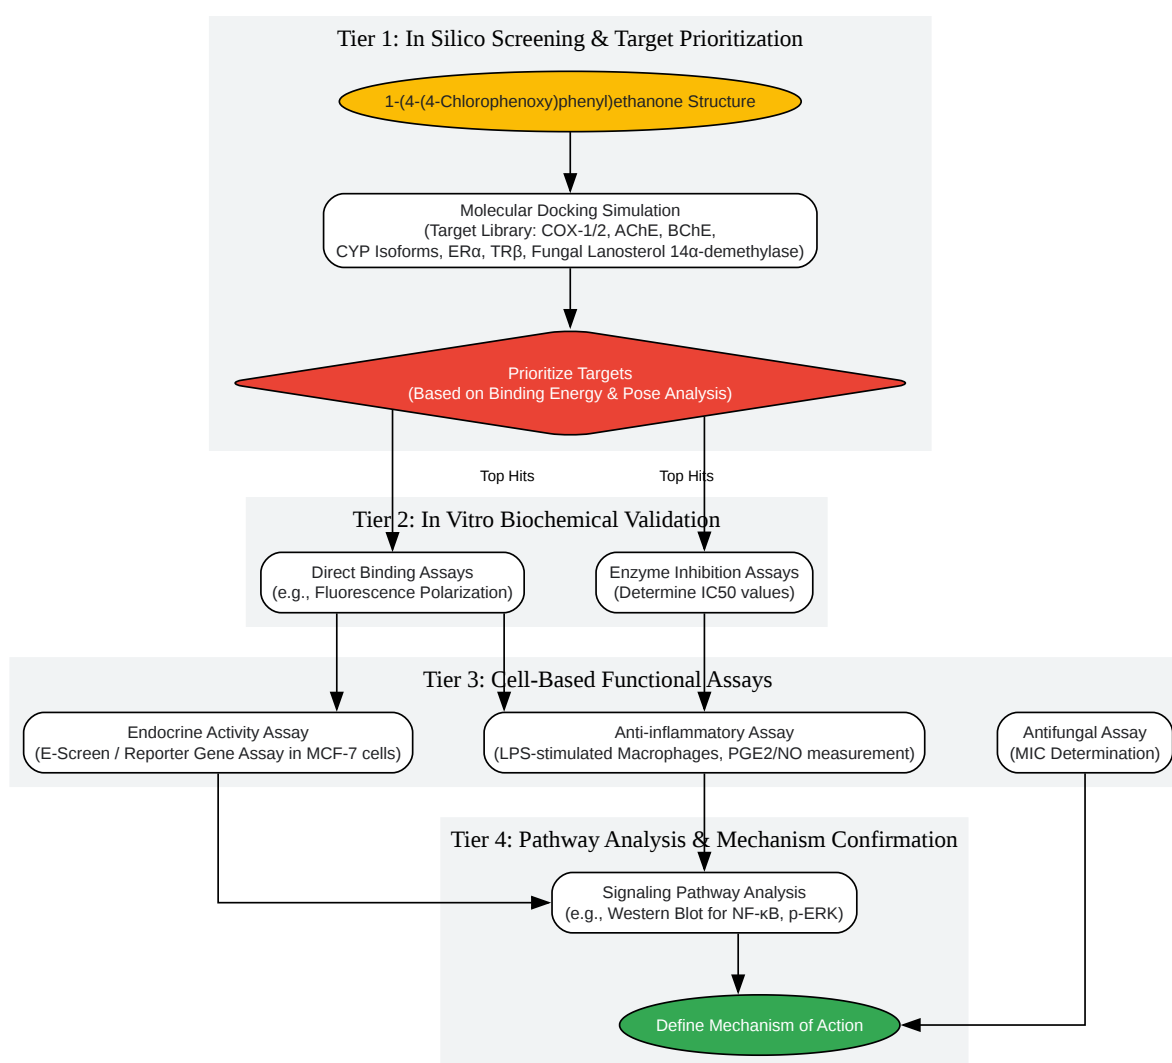 Tier 1: In Silico Screening & Target Prioritization
1-(4-(4-Chlorophenoxy)phenyl)ethanone Structure
Molecular Docking Simulation
(Target Library: COX-1/2, AChE, BChE,
CYP Isoforms, ERα, TRβ, Fungal Lanosterol 14α-demethylase)
Prioritize Targets
(Based on Binding Energy & Pose Analysis)
Top Hits
Top Hits
Tier 2: In Vitro Biochemical Validation
Direct Binding Assays
(e.g., Fluorescence Polarization)
Enzyme Inhibition Assays
(Determine IC50 values)
Tier 3: Cell-Based Functional Assays
Endocrine Activity Assay
(E-Screen / Reporter Gene Assay in MCF-7 cells)
Anti-inflammatory Assay
(LPS-stimulated Macrophages, PGE2/NO measurement)
Antifungal Assay
(MIC Determination)
Tier 4: Pathway Analysis & Mechanism Confirmation
Signaling Pathway Analysis
(e.g., Western Blot for NF-κB, p-ERK)
Define Mechanism of Action